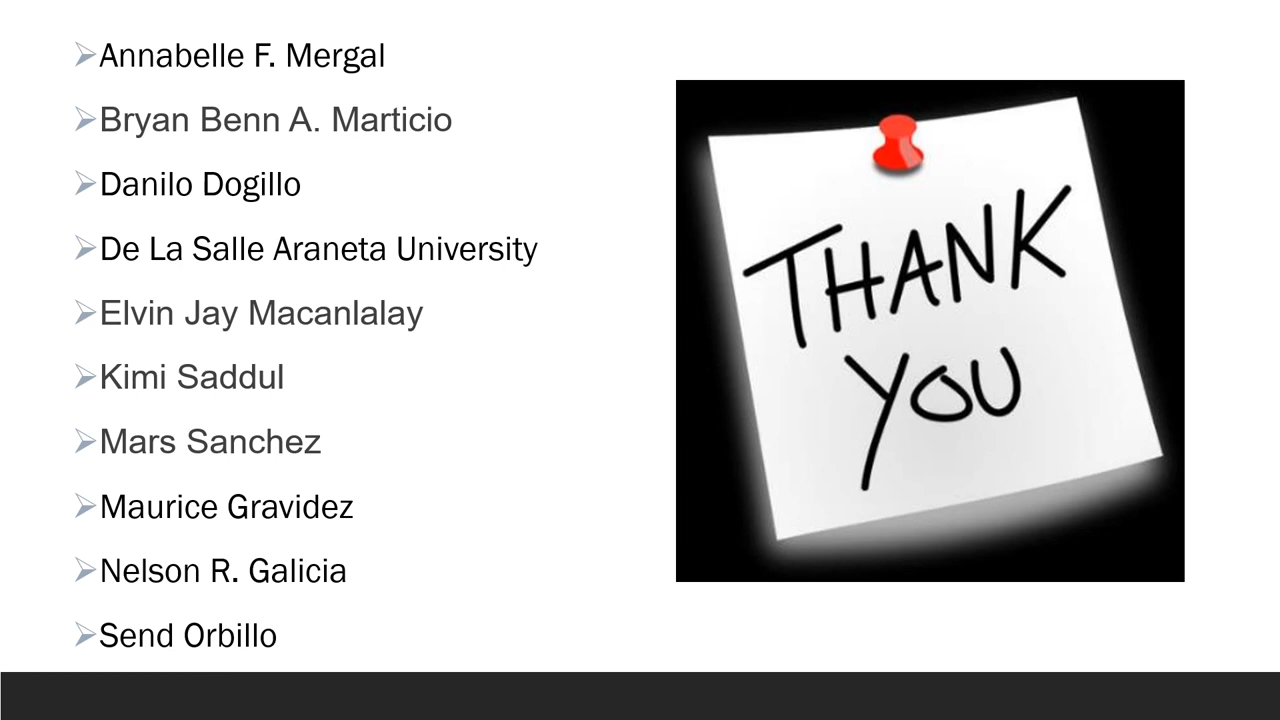 Annabelle F. Mergal
Bryan Benn A. Marticio
Danilo Dogillo
De La Salle Araneta University
Elvin Jay Macanlalay
Kimi Saddul
Mars Sanchez
Maurice Gravidez
Nelson R. Galicia
Send Orbillo
THANK
YOU